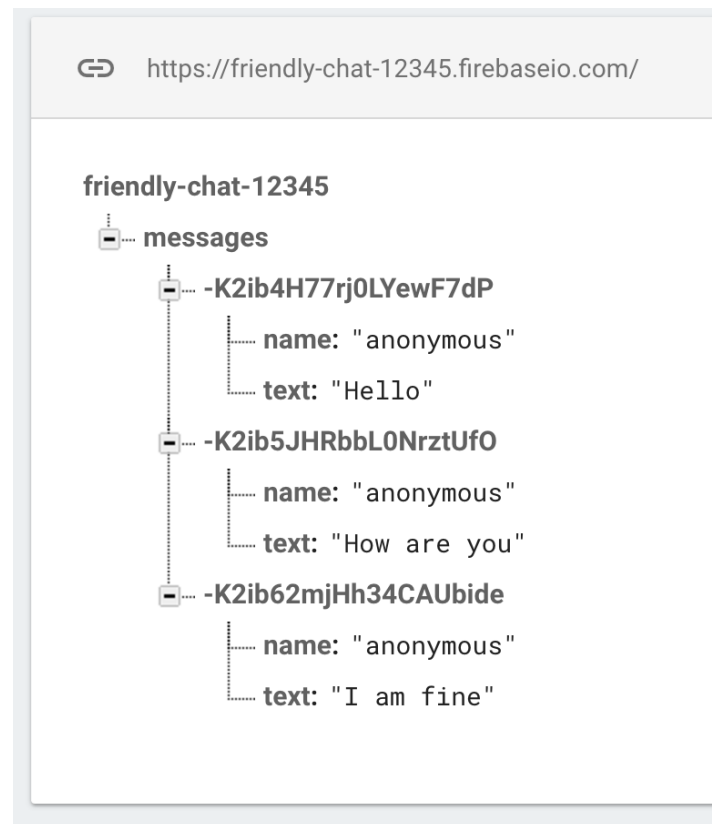 https://friendly-chat-12345.firebaseio.com/
friendly-chat-12345
messages
-K2ib4H77rj0LYewF7dP
name: "anonymous"
text: "Hello"
-K2ib5JHRbbL0NrztUfO
name: "anonymous"
text: "How are you"
-K2ib62mjHh34CAUbide
name: "anonymous"
text: "I am fine"